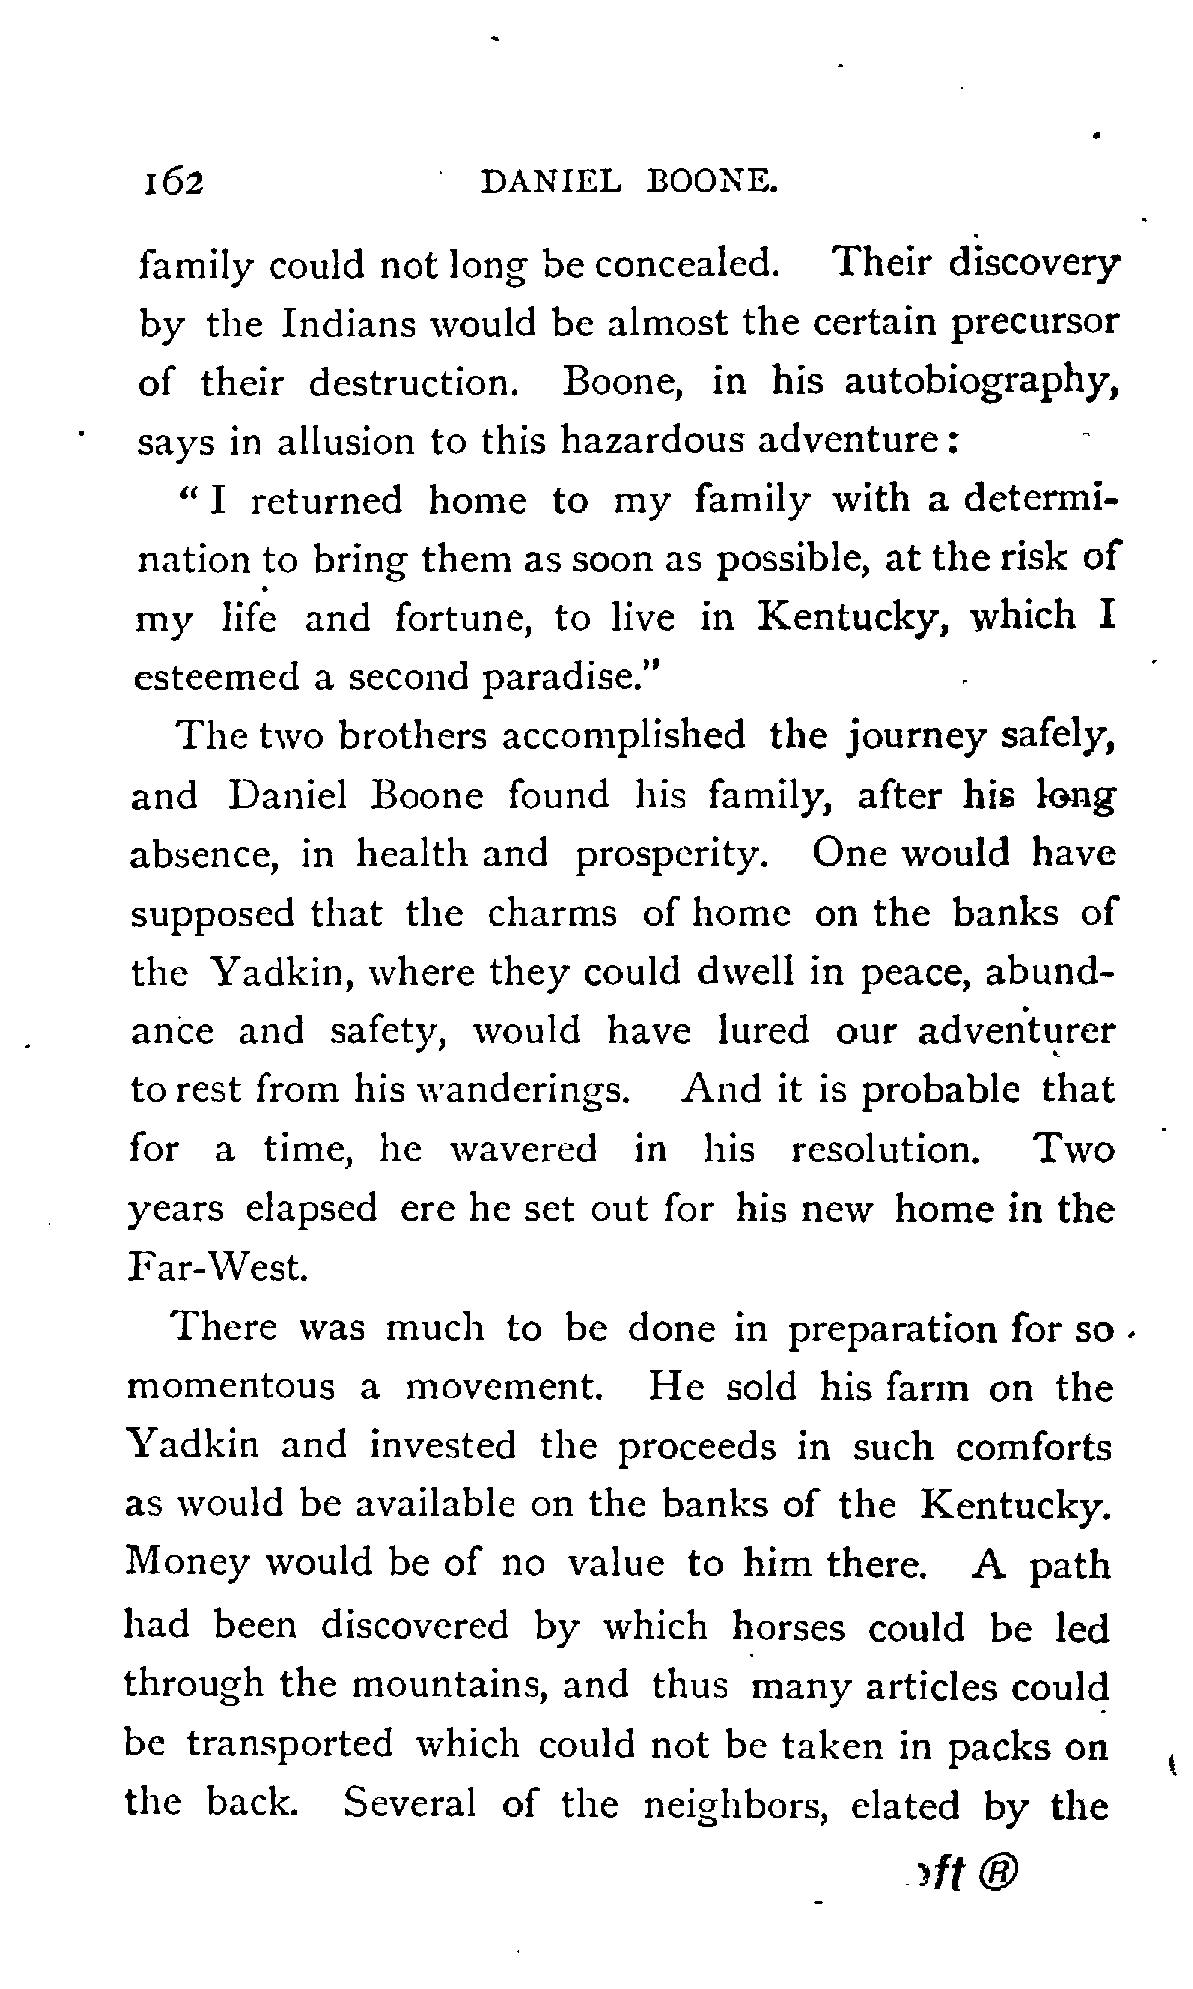 162 DANIEL BOONE.
family could not long be concealed. Their discovery
by the Indians would be almost the certain precursor
of their destruction. Boone, in his autobiography,
says in allusion to this hazardous adventure:
"I returned home to my family with a determi-
nation to bring them as soon as possible, at the risk of
my life and fortune, to live in Kentucky, which I
esteemed a second paradise."
The two brothers accomplished the journey safely,
and Daniel Boone found his family, after his long
absence, in health and prosperity. One would have
supposed that the charms of home on the banks of
the Yadkin, where they could dwell in peace, abund-
ance and safety, would have lured our adventurer
to rest from his wanderings. And it is probable that
for a time, he wavered in his resolution. Two
years elapsed ere he set out for his new home in the
Far-West.
There was much to be done in preparation for so
momentous a movement. He sold his farm on the
Yadkin and invested the proceeds in such comforts
as would be available on the banks of the Kentucky.
Money would be of no value to him there. A path
had been discovered by which horses could be led
through the mountains, and thus many articles could
be transported which could not be taken in packs on
the back. Several of the neighbors, elated by the
ft ®